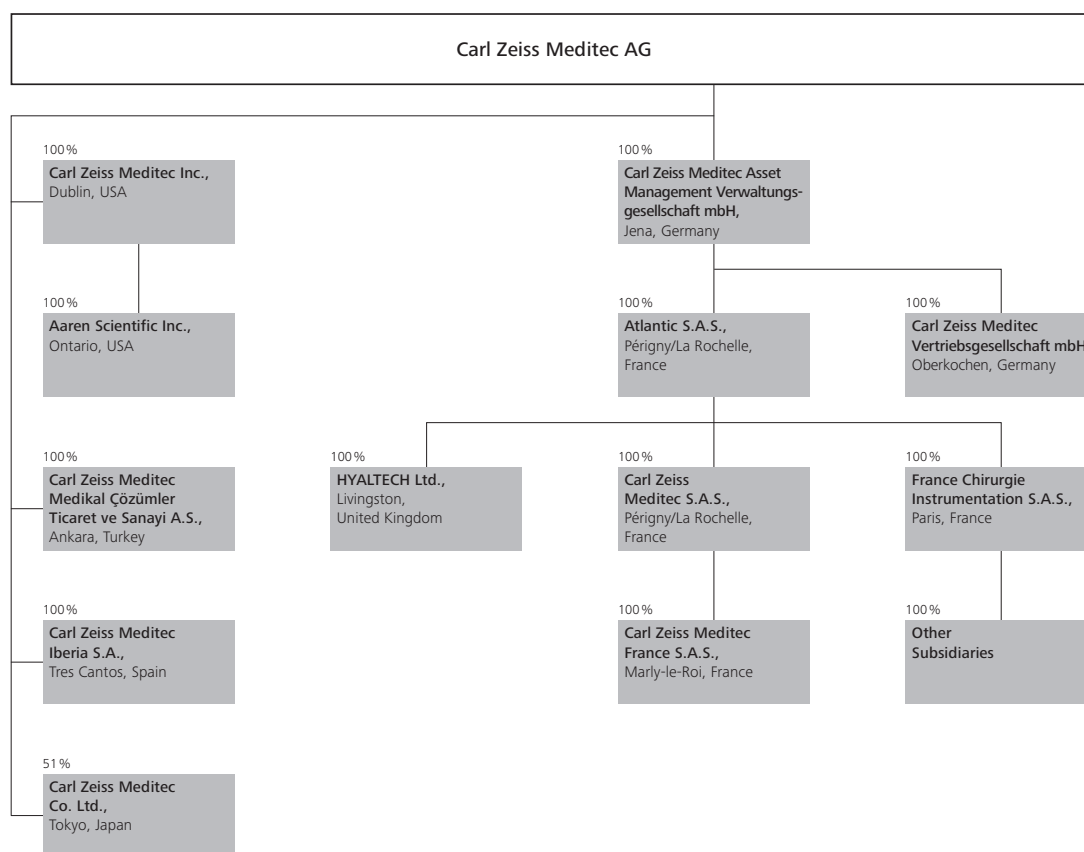 Carl Zeiss Meditec AG
100 %
Carl Zeiss Meditec Inc.,
Dublin, USA
100 %
Carl Zeiss Meditec Asset
Management Verwaltungs-
gesellschaft mbH,
Jena, Germany
100 %
Aaren Scientific Inc.,
Ontario, USA
100 %
Atlantic S.A.S.,
Périgny/La Rochelle,
France
100 %
Carl Zeiss Meditec
Vertriebsgesellschaft mbH
Oberkochen, Germany
100 %
Carl Zeiss Meditec
Medikal Çözümler
Ticaret ve Sanayi A.S.,
Ankara, Turkey
100 %
HYALTECH Ltd.,
Livingston,
United Kingdom
100 %
Carl Zeiss
Meditec S.A.S.,
Périgny/La Rochelle,
France
100 %
France Chirurgie
Instrumentation S.A.S.,
Paris, France
100 %
Carl Zeiss Meditec
Iberia S.A.,
Tres Cantos, Spain
100 %
Carl Zeiss Meditec
France S.A.S.,
Marly-le-Roi, France
100 %
Other
Subsidiaries
51 %
Carl Zeiss Meditec
Co. Ltd.,
Tokyo, Japan